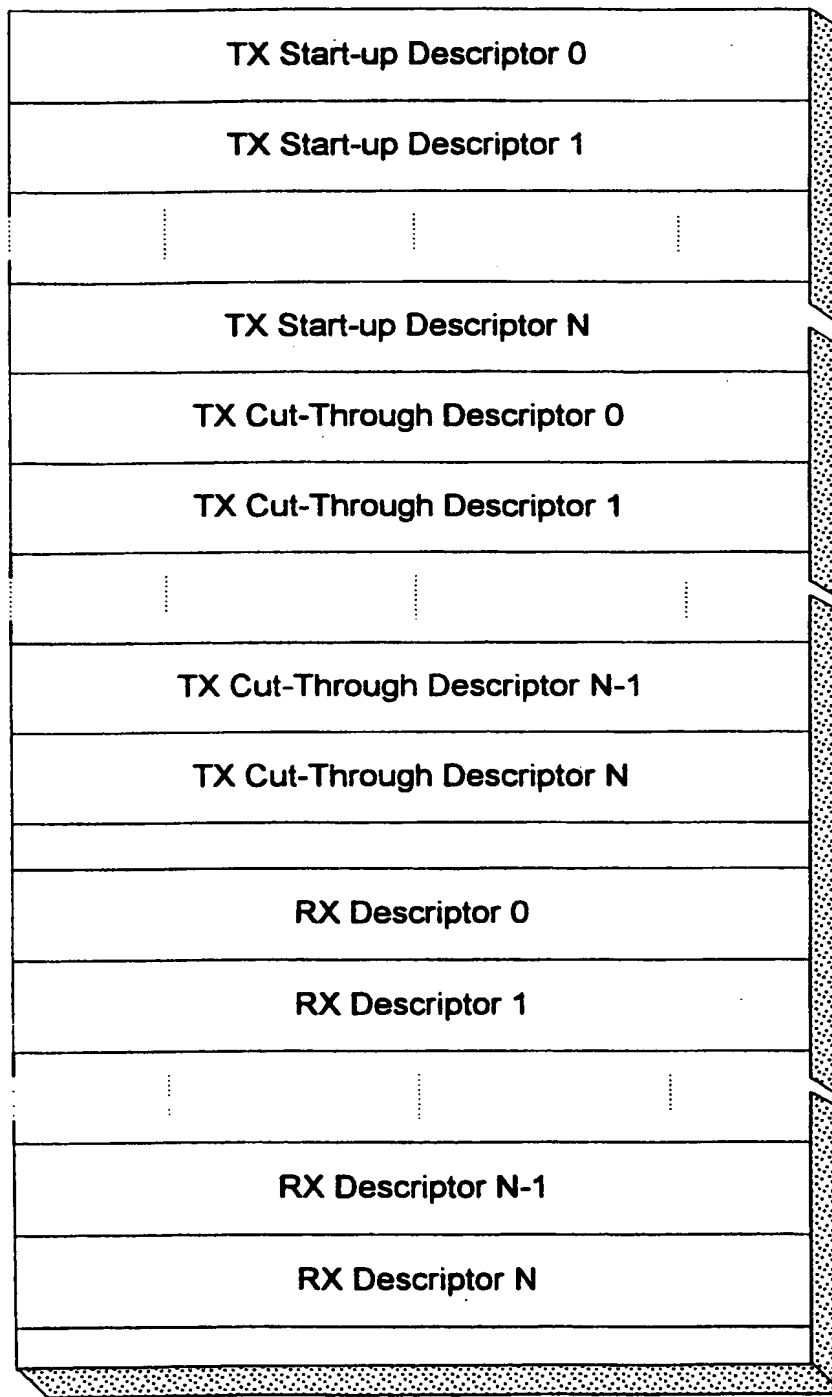 TX Start-up Descriptor 0
TX Start-up Descriptor 1
TX Start-up Descriptor N
TX Cut-Through Descriptor 0
TX Cut-Through Descriptor 1
TX Cut-Through Descriptor N-1
TX Cut-Through Descriptor N
RX Descriptor 0
RX Descriptor 1
RX Descriptor N-1
RX Descriptor N